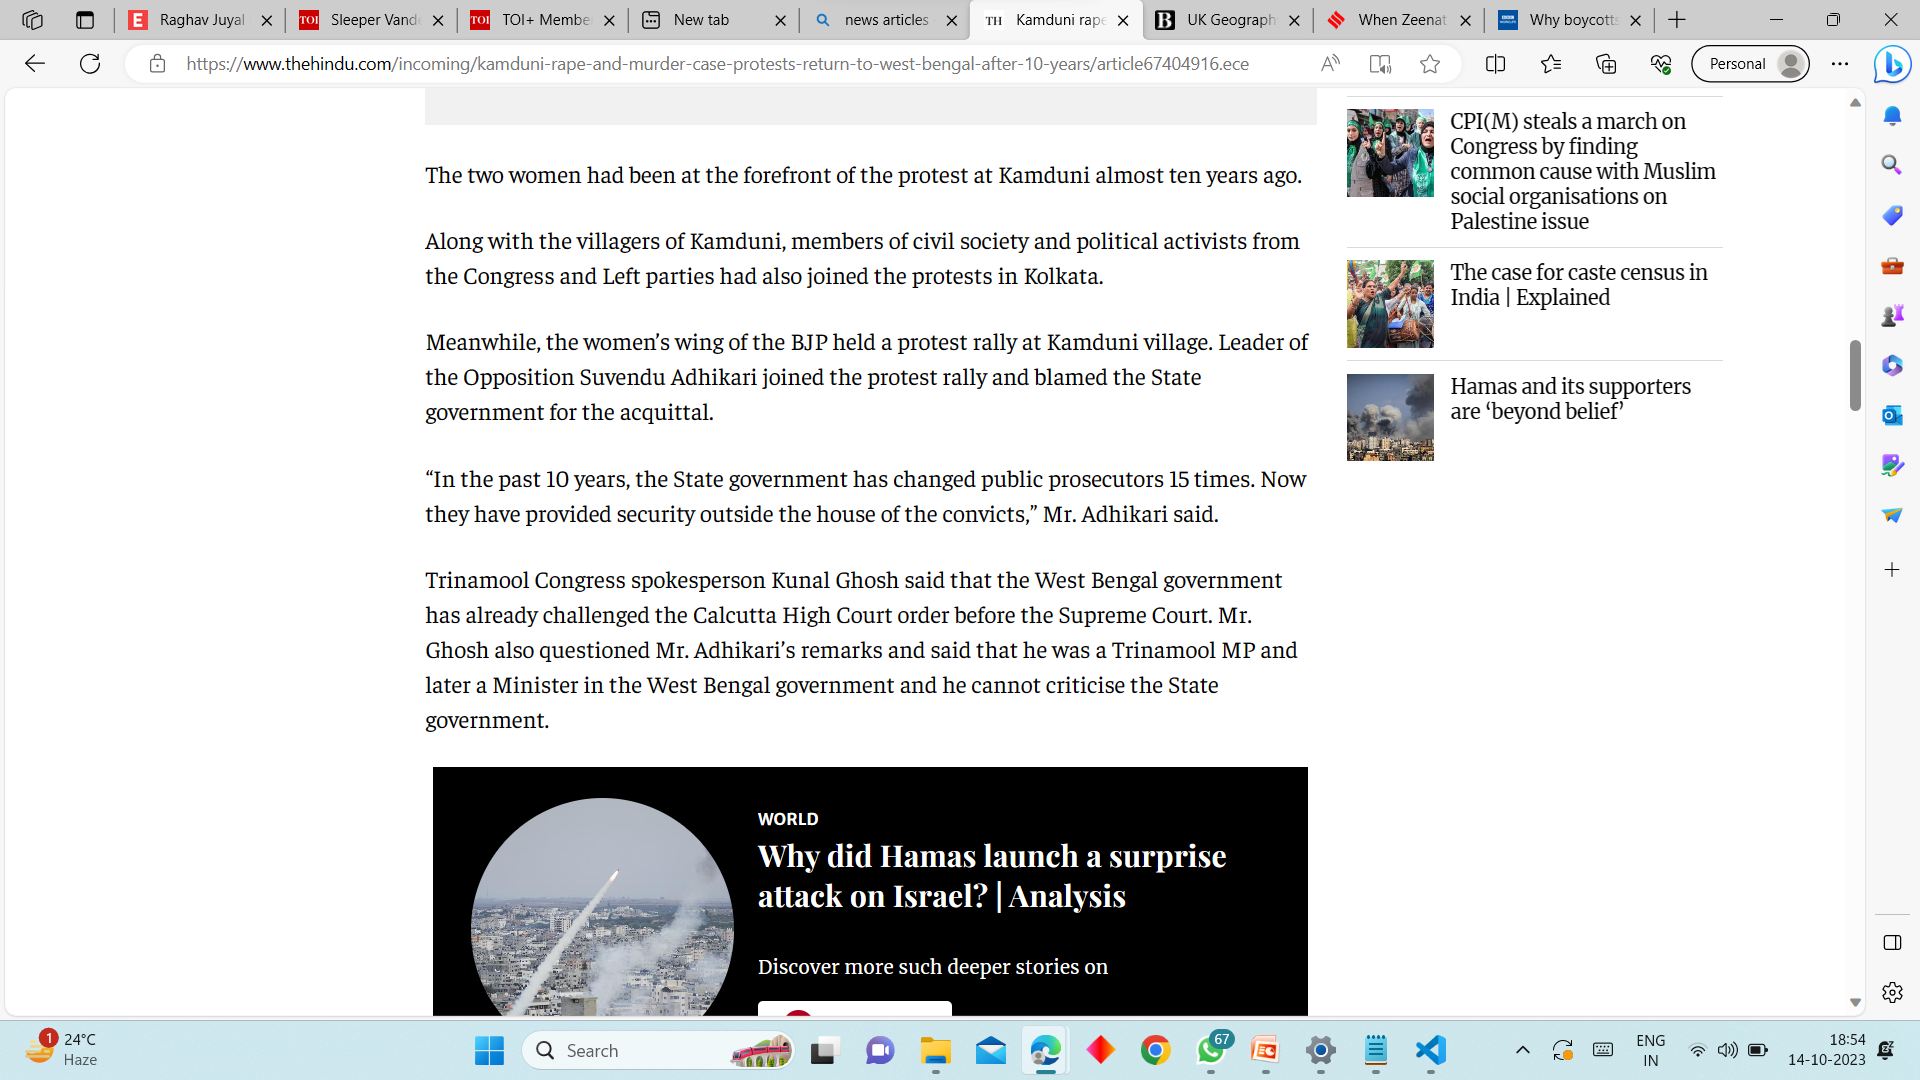 Raghav Juyal
Sleeper Vand
TOI+ Membe
New tab
news articles
Kamduni rape
UK Geograph
When Zeenat
Why boycotts
https://www.thehindu.com/incoming/kamduni-rape-and-murder-case-protests-return-to-west-bengal-after-10-years/article67404916.ece
Personal
The two women had been at the forefront of the protest at Kamduni almost ten years ago.
Along with the villagers of Kamduni, members of civil society and political activists from
the Congress and Left parties had also joined the protests in Kolkata.
Meanwhile, the women’s wing of the BJP held a protest rally at Kamduni village. Leader of
the Opposition Suvendu Adhikari joined the protest rally and blamed the State
government for the acquittal.
“In the past 10 years, the State government has changed public prosecutors 15 times. Now
they have provided security outside the house of the convicts,” Mr. Adhikari said.
Trinamool Congress spokesperson Kunal Ghosh said that the West Bengal government
has already challenged the Calcutta High Court order before the Supreme Court. Mr.
Ghosh also questioned Mr. Adhikari’s remarks and said that he was a Trinamool MP and
later a Minister in the West Bengal government and he cannot criticise the State
government.
WORLD
Why did Hamas launch a surprise
attack on Israel? | Analysis
Discover more such deeper stories on
CPI(M) steals a march on
Congress by finding
common cause with Muslim
social organisations on
Palestine issue
The case for caste census in
India | Explained
Hamas and its supporters
are ‘beyond belief’
1
24°C
Haze
Search
67
ENG
IN
18:54
14-10-2023